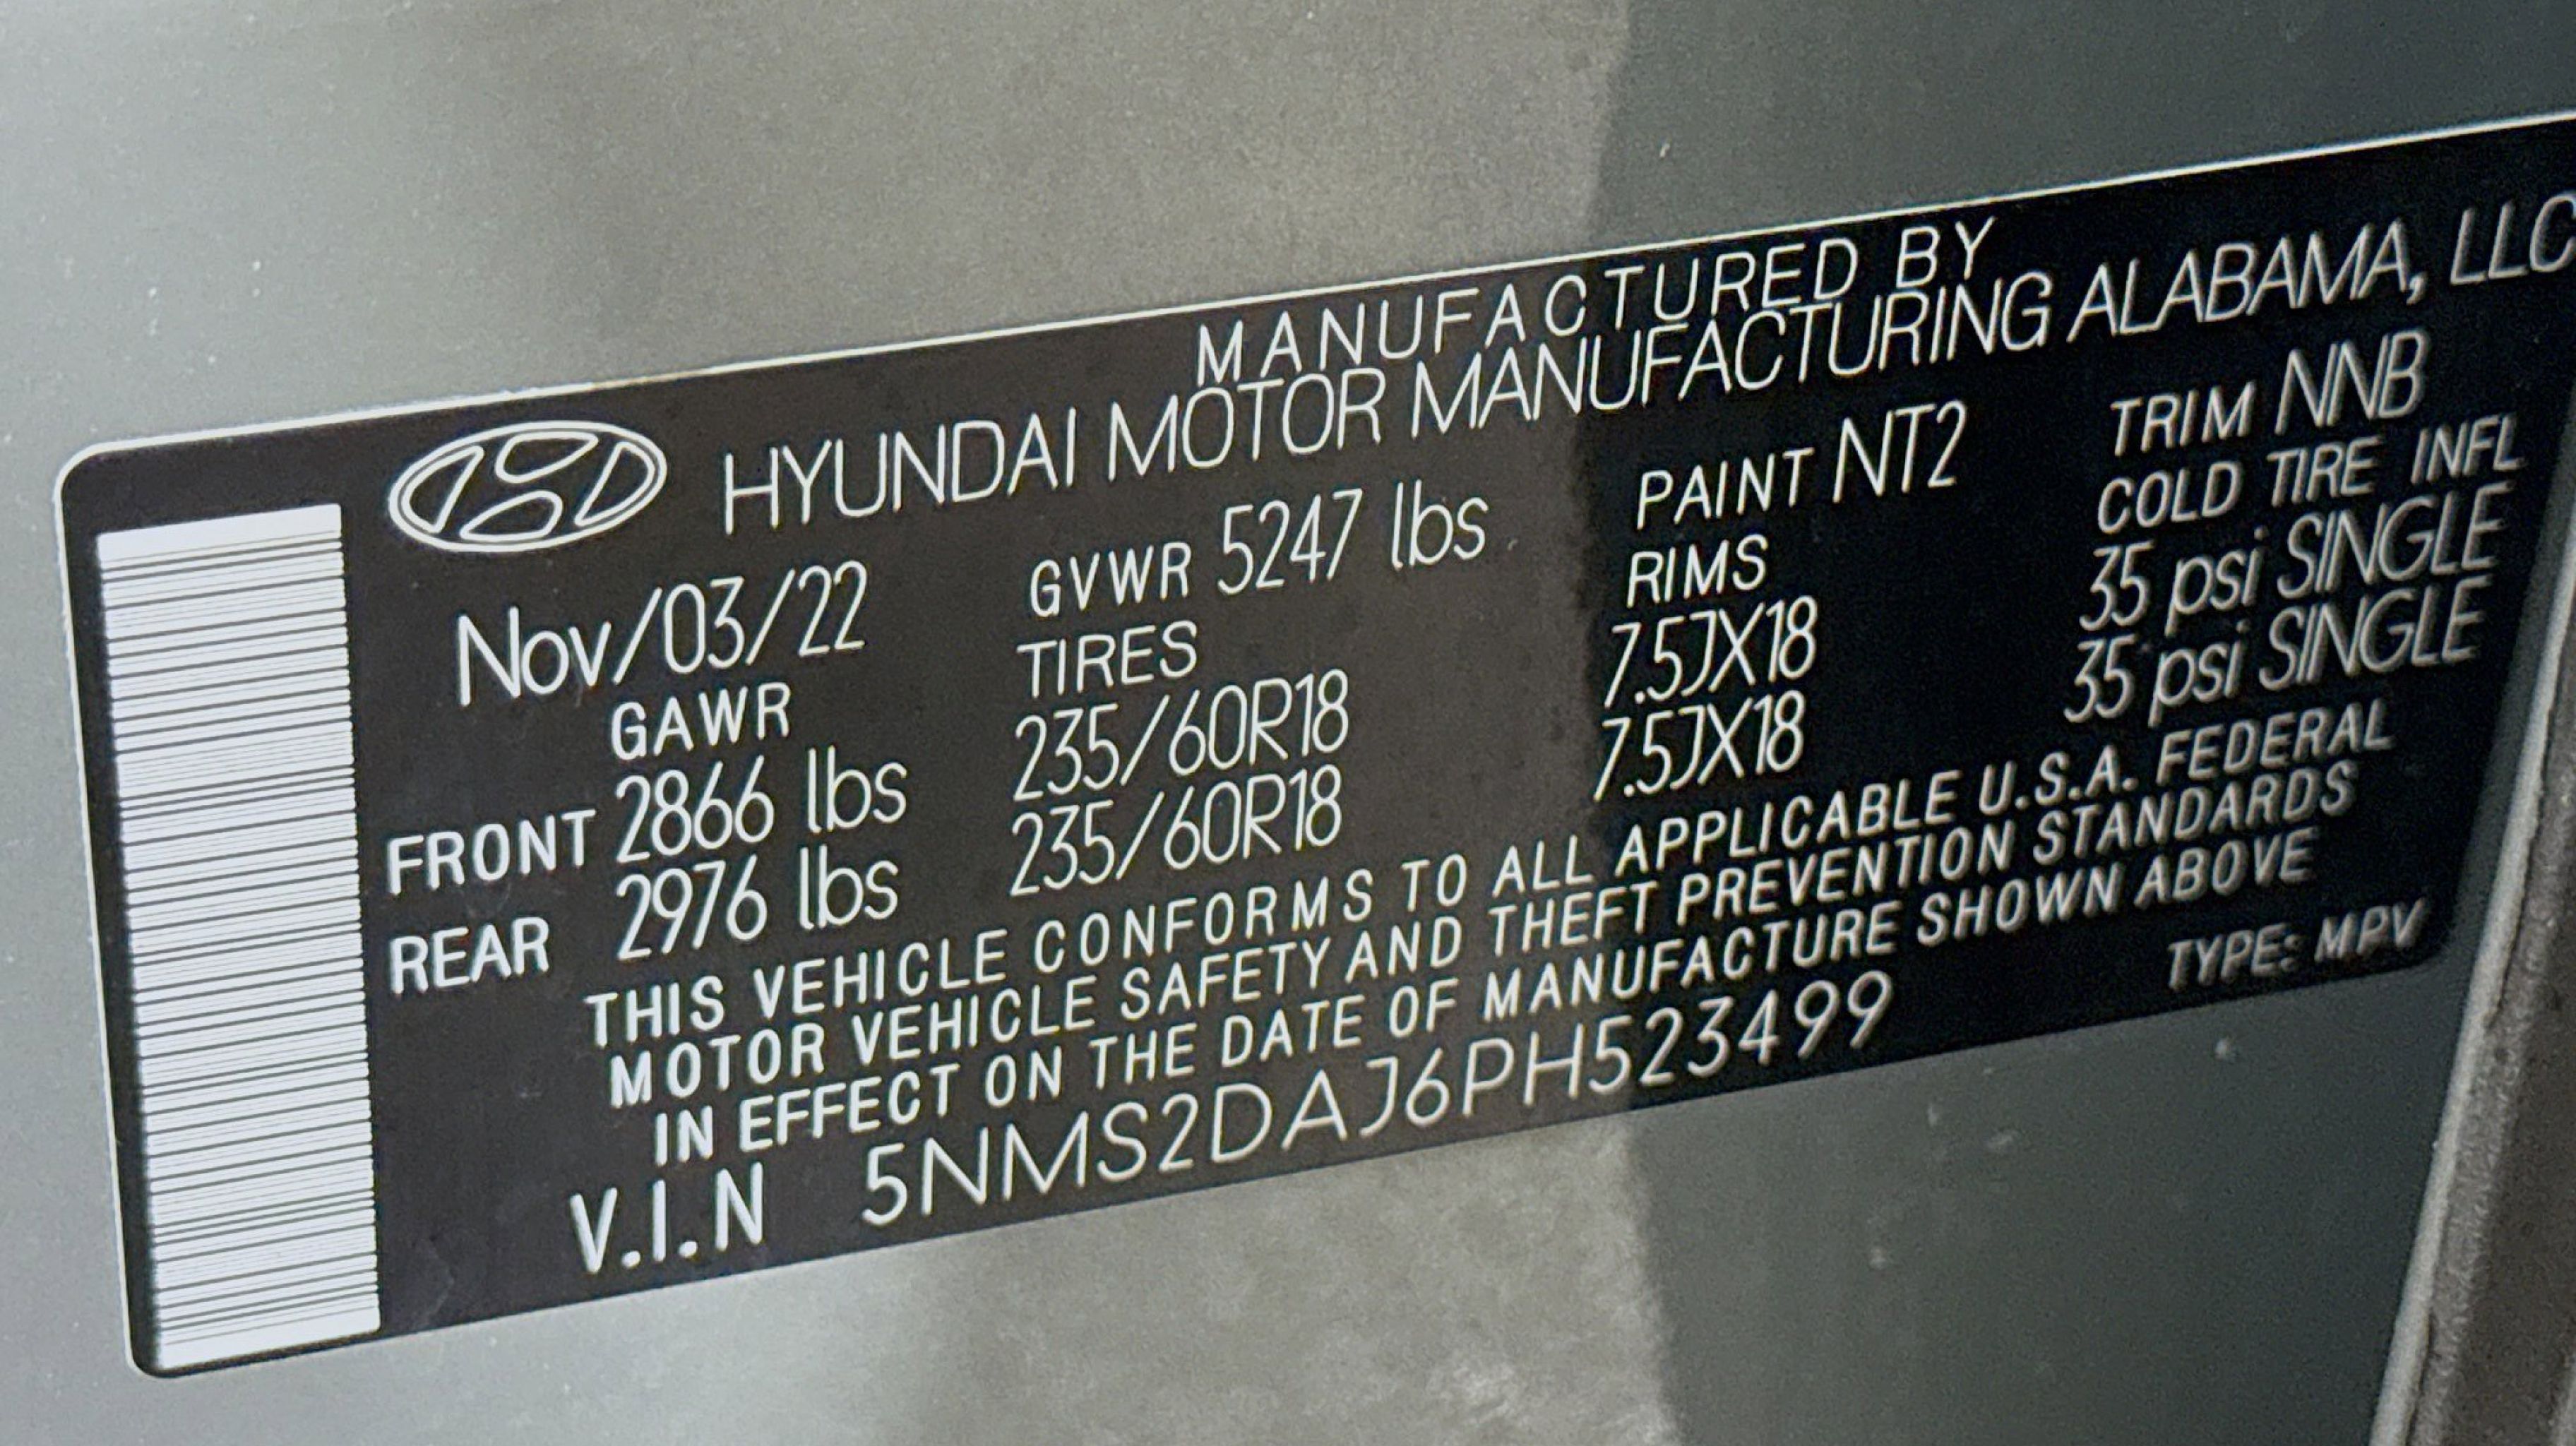 MANUFACTURED BY
HYUNDAI MOTOR MANUFACTURING ALABAMA, LLC
Nov/03/22 GVWR 5247 lbs PAINT NT2 TRIM NNB
GAWR TIRES RIMS COLD TIRE INFL
FRONT 2866 lbs 235/60R18 7.5JX18 35 psi SINGLE
REAR 2976 lbs 235/60R18 7.5JX18 35 psi SINGLE
THIS VEHICLE CONFORMS TO ALL APPLICABLE U.S.A. FEDERAL
MOTOR VEHICLE SAFETY AND THEFT PREVENTION STANDARDS
IN EFFECT ON THE DATE OF MANUFACTURE SHOWN ABOVE
V.I.N 5NMS2DAJ6PH523499 TYPE: MPV